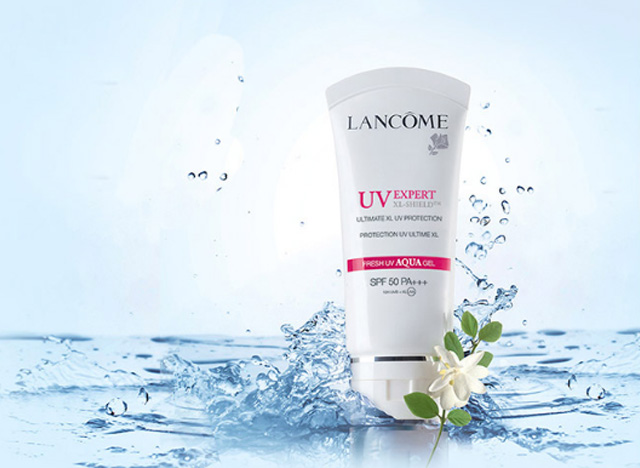 LANCÔME
UV EXPERT
XL-SHIELD™
ULTIMATE XL UV PROTECTION
PROTECTION UV ULTIME XL
FRESH UV AQUA GEL
SPF 50 PA+++